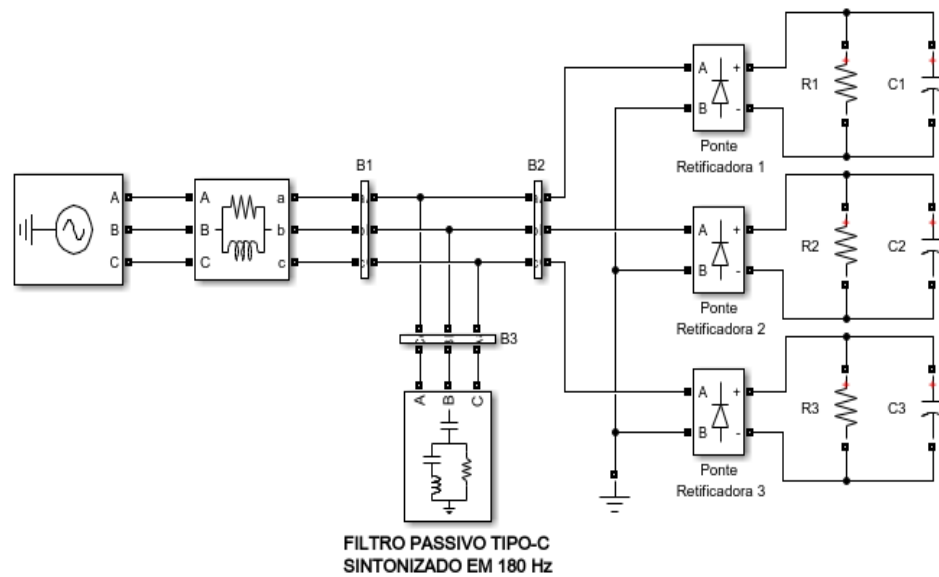 A
B
C
A
B
C
a
b
c
B1
a
b
c
B2
a
b
c
B3
A
B
C
A
B
C
FILTRO PASSIVO TIPO-C
SINTONIZADO EM 180 Hz
A
B
+
-
Ponte
Retificadora 1
R1
C1
A
B
+
-
Ponte
Retificadora 2
R2
C2
A
B
+
-
Ponte
Retificadora 3
R3
C3